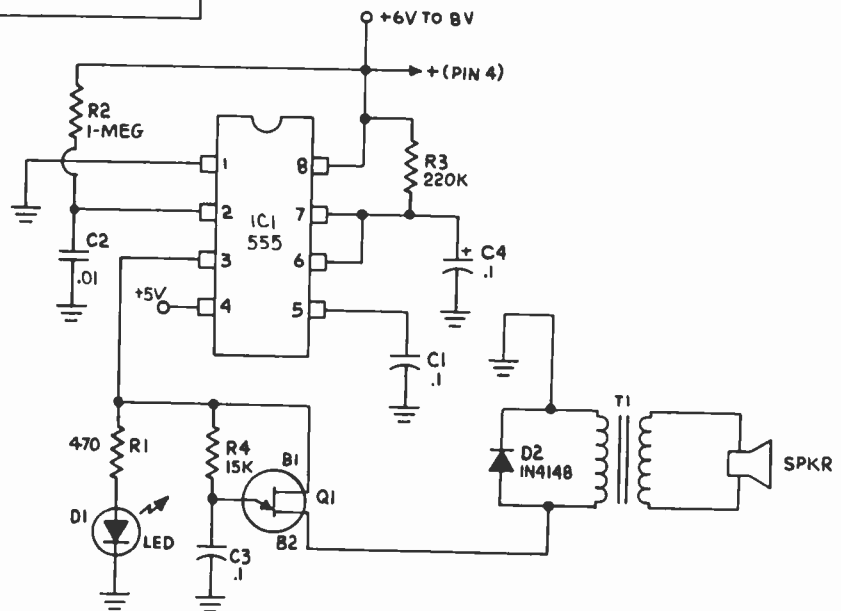 +6V TO 8V
+(PIN 4)
R2
1-MEG
R3
220K
1
8
2
7
IC1
555
3
6
4
5
C2
.01
+5V
+ C4
.1
C1
.1
470 R1
R4
15K
B1
Q1
B2
D1
LED
C3
.1
D2
1N4148
T1
SPKR